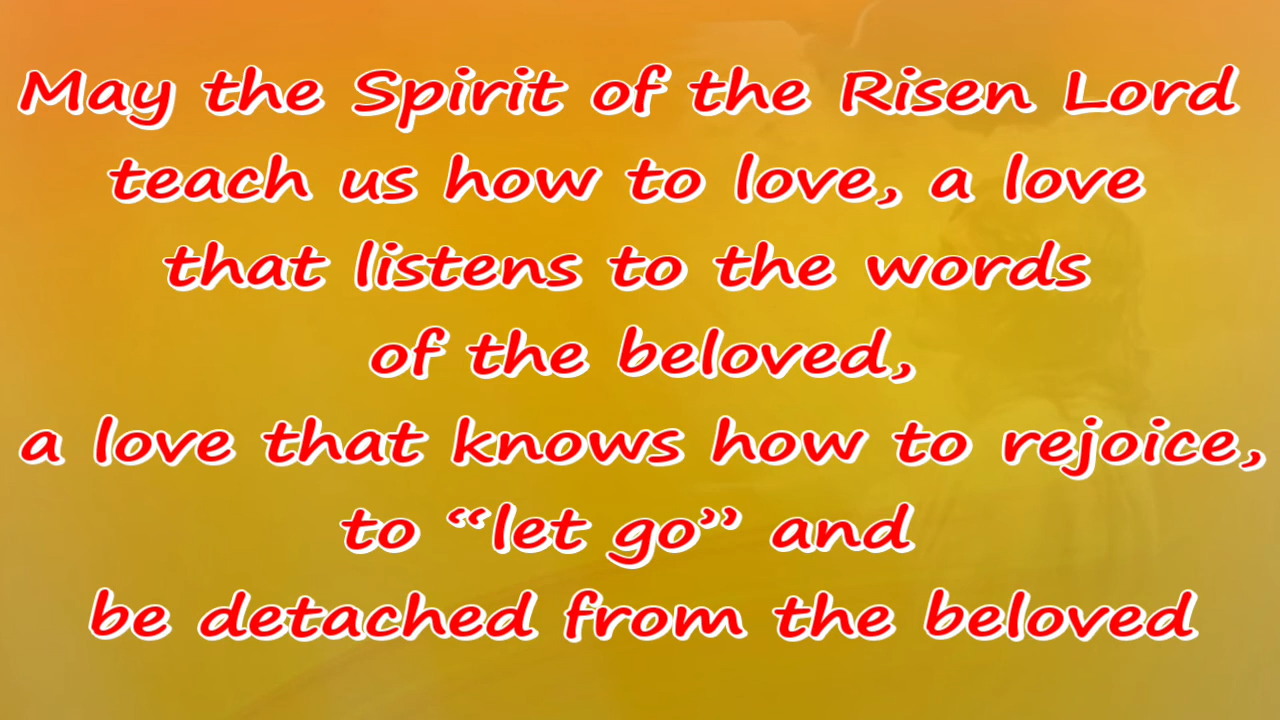 May the Spirit of the Risen Lord
teach us how to love, a love
that listens to the words
of the beloved,
a love that knows how to rejoice,
to “let go” and
be detached from the beloved